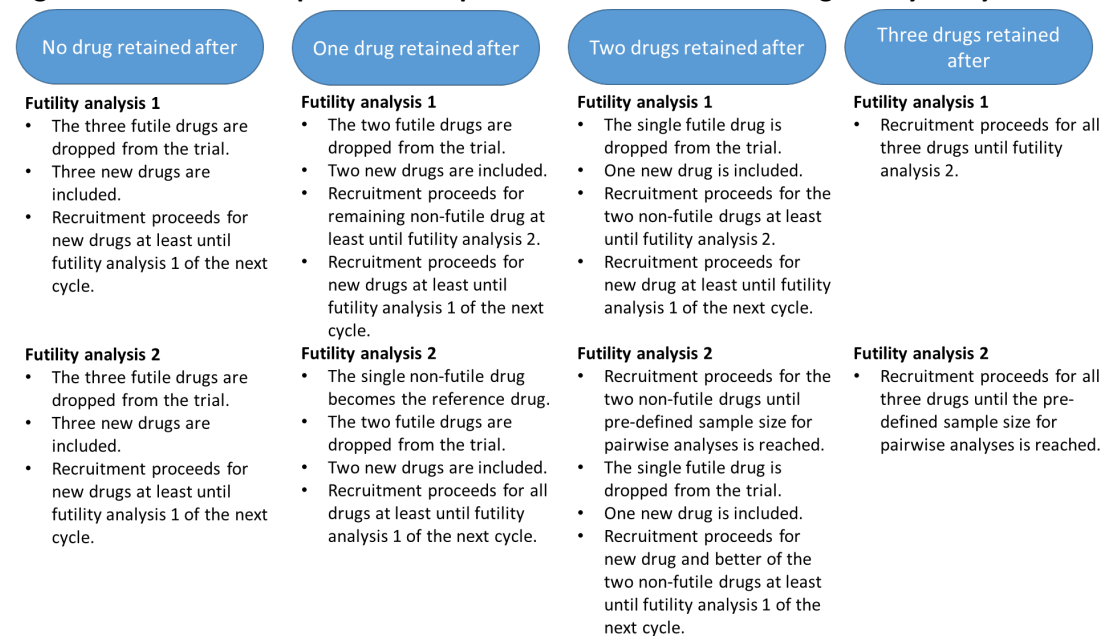 No drug retained after
One drug retained after
Two drugs retained after
Three drugs retained
after
Futility analysis 1
• The three futile drugs are
dropped from the trial.
• Three new drugs are
included.
• Recruitment proceeds for
new drugs at least until
futility analysis 1 of the next
cycle.
Futility analysis 2
• The three futile drugs are
dropped from the trial.
• Three new drugs are
included.
• Recruitment proceeds for
new drugs at least until
futility analysis 1 of the next
cycle.
Futility analysis 1
• The two futile drugs are
dropped from the trial.
• Two new drugs are included.
• Recruitment proceeds for
remaining non-futile drug at
least until futility analysis 2.
• Recruitment proceeds for
new drugs at least until
futility analysis 1 of the next
cycle.
Futility analysis 2
• The single non-futile drug
becomes the reference drug.
• The two futile drugs are
dropped from the trial.
• Two new drugs are included.
• Recruitment proceeds for all
drugs at least until futility
analysis 1 of the next cycle.
Futility analysis 1
• The single futile drug is
dropped from the trial.
• One new drug is included.
• Recruitment proceeds for the
two non-futile drugs at least
until futility analysis 2.
• Recruitment proceeds for
new drug at least until futility
analysis 1 of the next cycle.
Futility analysis 2
• Recruitment proceeds for the
two non-futile drugs until
pre-defined sample size for
pairwise analyses is reached.
• The single futile drug is
dropped from the trial.
• One new drug is included.
• Recruitment proceeds for
new drug and better of the
two non-futile drugs at least
until futility analysis 1 of the
next cycle.
Futility analysis 1
• Recruitment proceeds for all
three drugs until futility
analysis 2.
Futility analysis 2
• Recruitment proceeds for all
three drugs until the pre-
defined sample size for
pairwise analyses is reached.